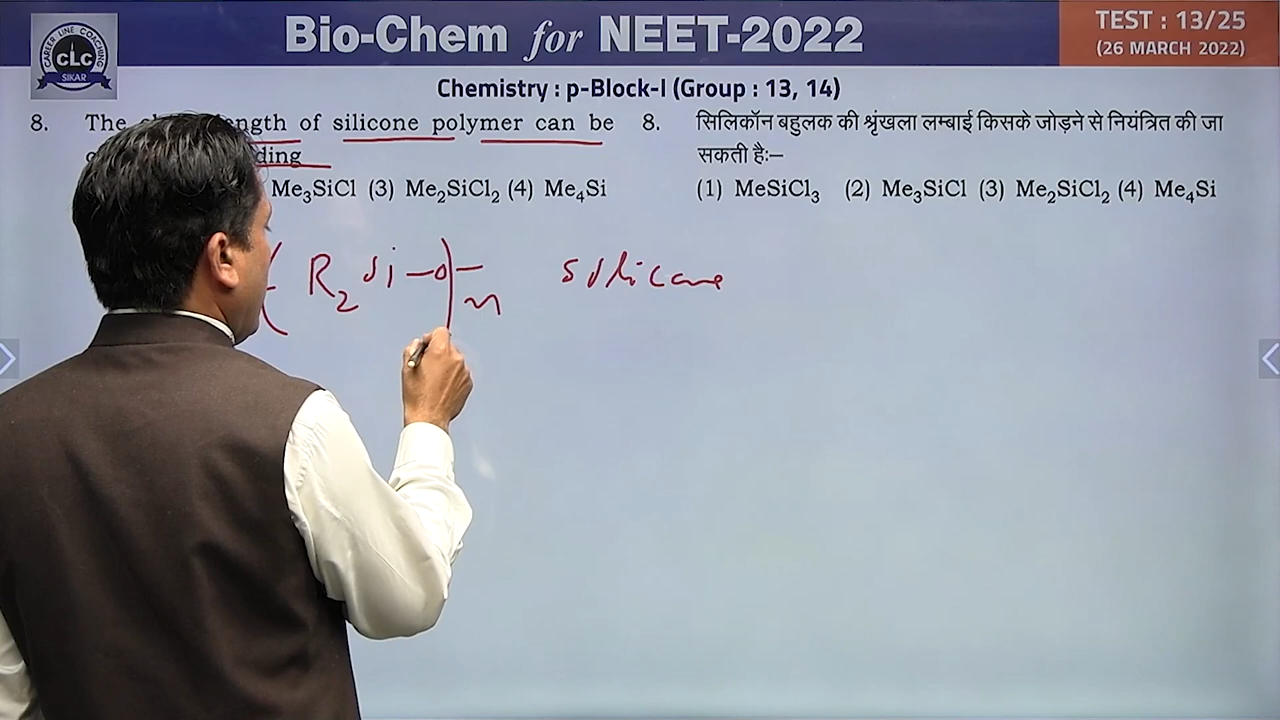 Bio-Chem for NEET-2022
TEST : 13/25
(26 MARCH 2022)
CAREER LINE COACHING
CLC
SIKAR
Chemistry : p-Block-I (Group : 13, 14)
8. The length of silicone polymer can be
Me₃SiCl (3) Me₂SiCl₂ (4) Me₄Si
8. सिलिकॉन बहुलक की श्रृंखला लम्बाई किसके जोड़ने से नियंत्रित की जा
सकती है:–
(1) MeSiCl₃ (2) Me₃SiCl (3) Me₂SiCl₂ (4) Me₄Si
( R₂ Si –O )–n silicone